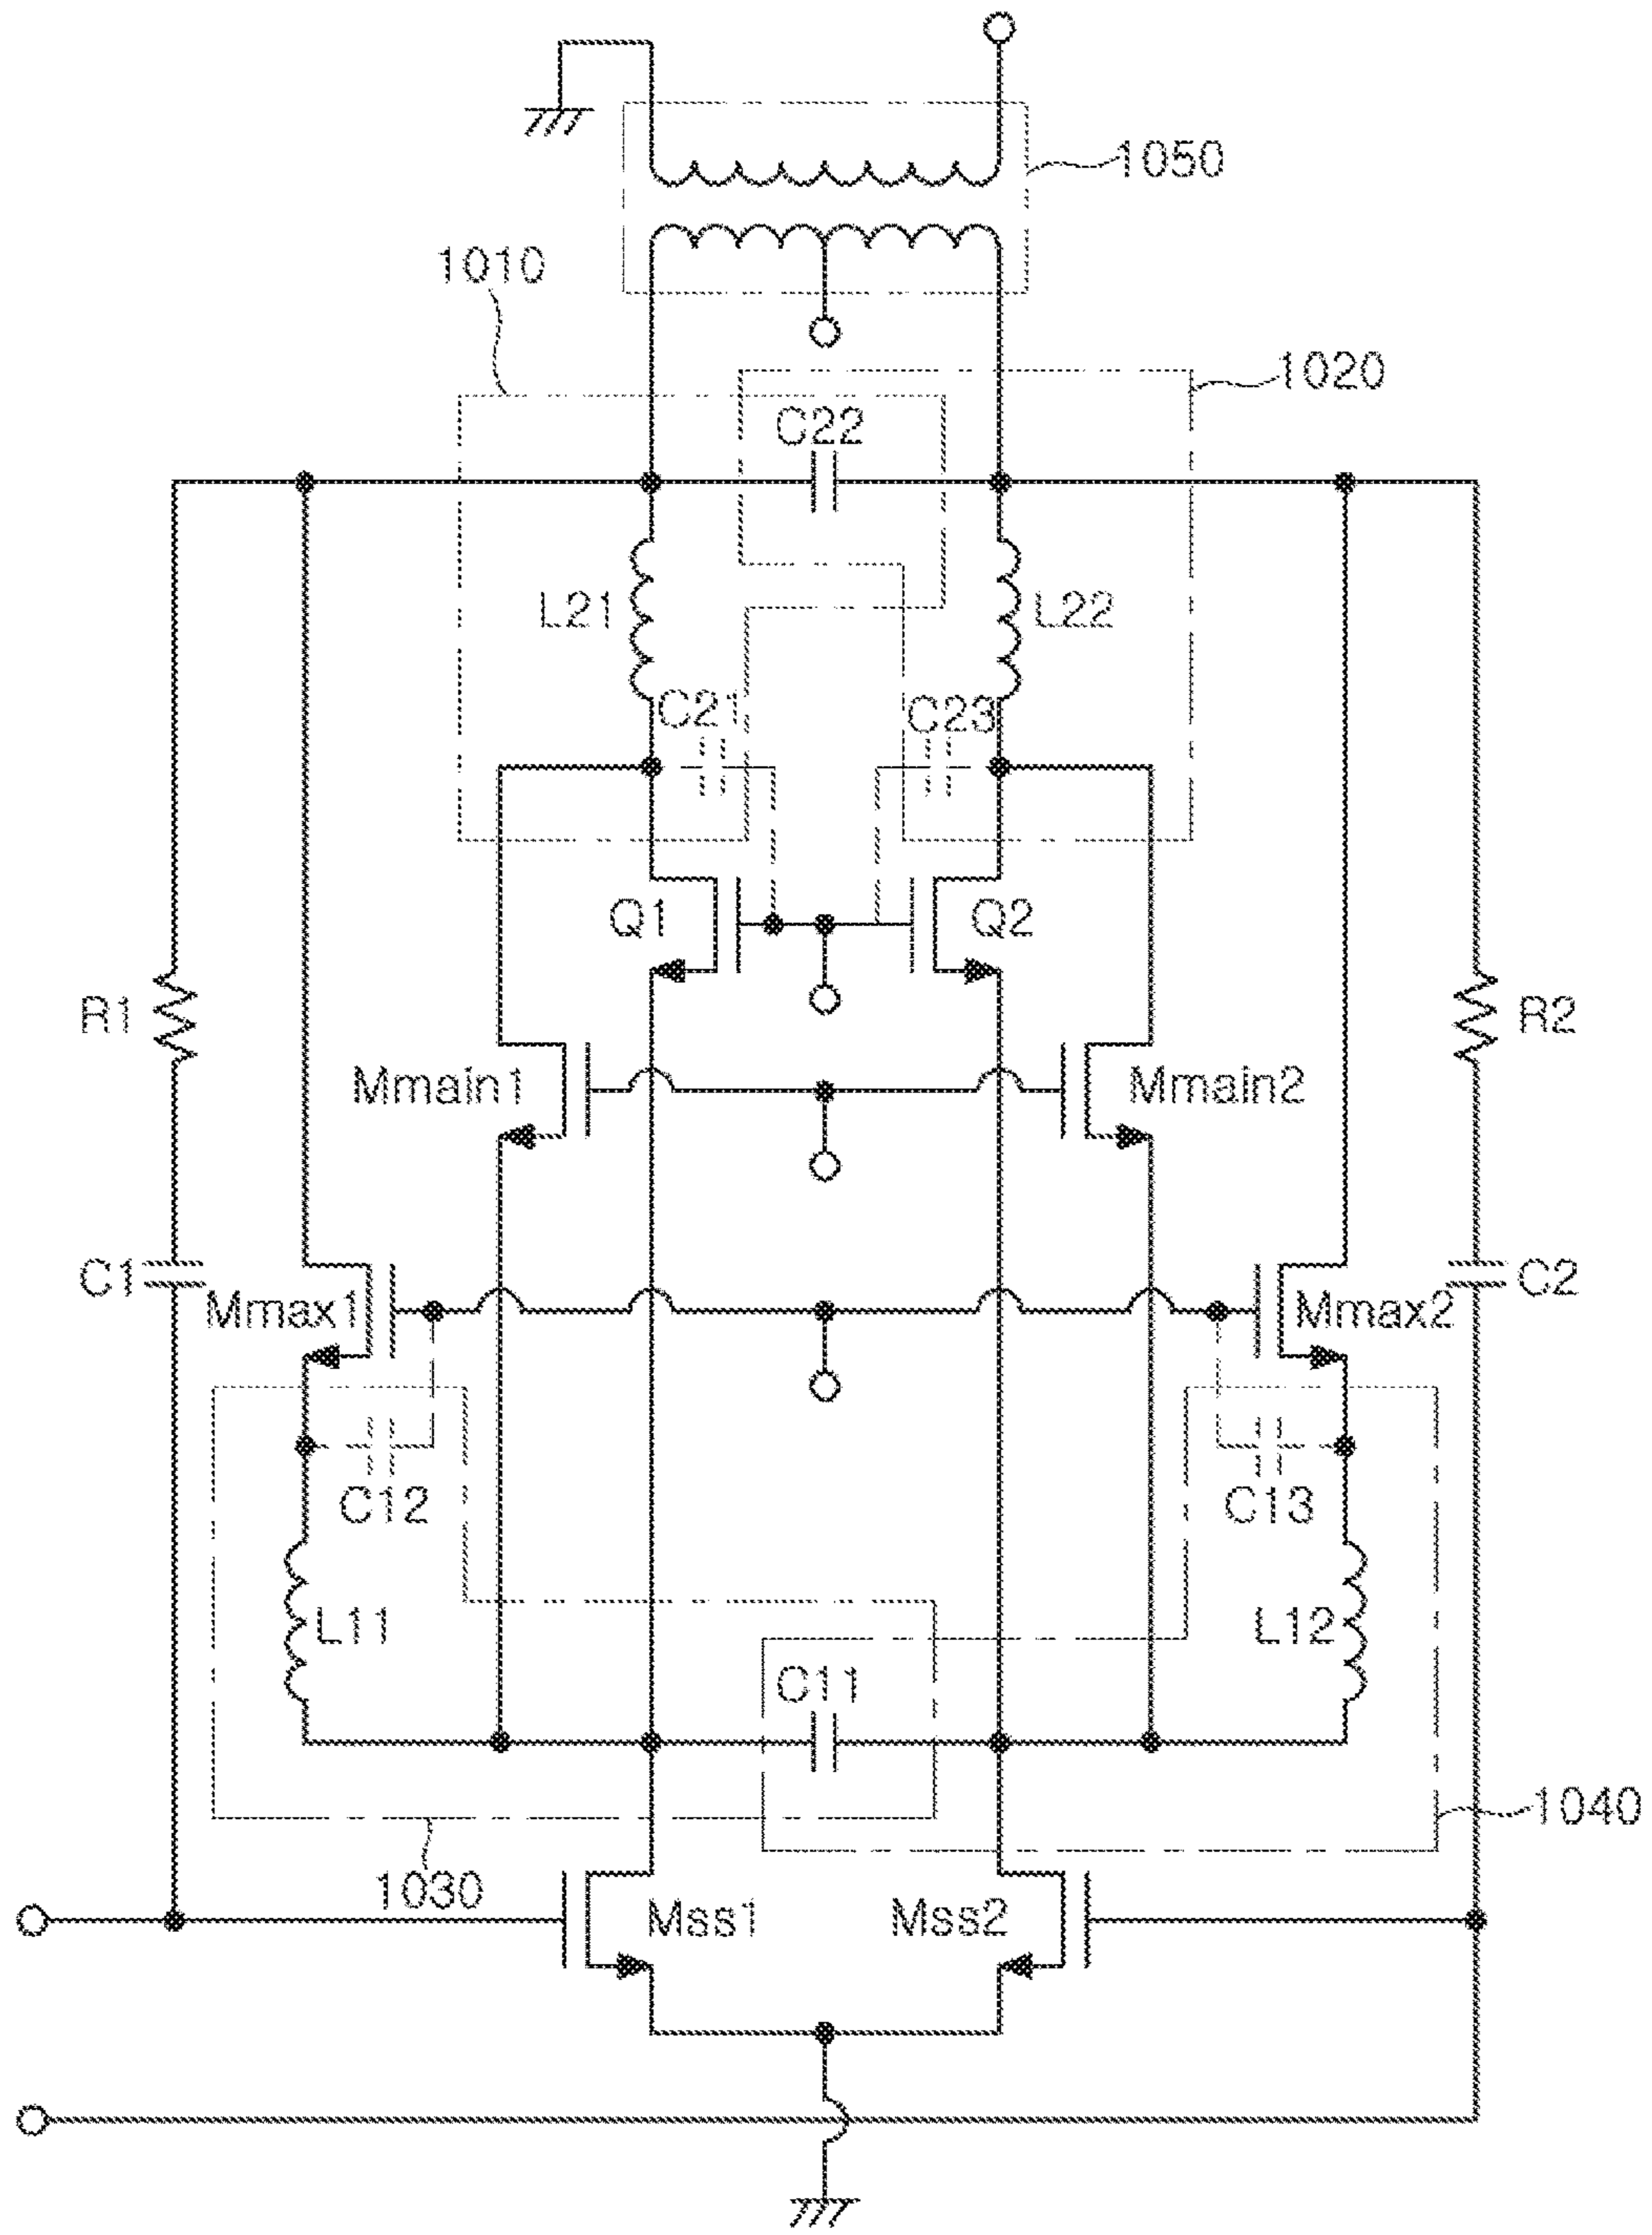 1050
1010
1020
C22
L21
L22
C21
C23
Q1
Q2
R1
R2
Mmain1
Mmain2
C1
Mmax1
Mmax2
C2
C12
C13
L11
L12
C11
1040
1030
Mss1
Mss2